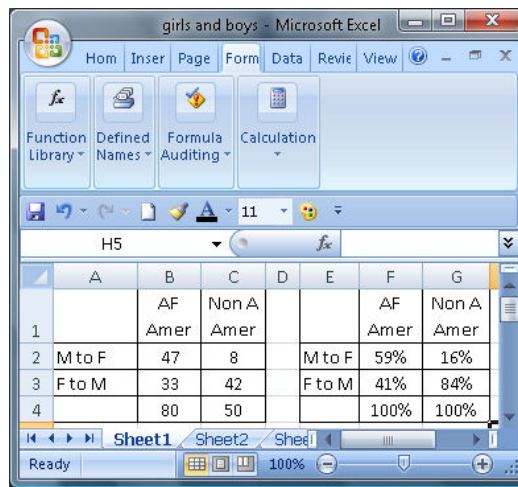 girls and boys - Microsoft Excel
Hom Inser Page Form Data Revie View
Function Library Defined Names Formula Auditing Calculation
11
H5 fx
A B C D E F G
1 AF Amer Non A Amer AF Amer Non A Amer
2 M to F 47 8 M to F 59% 16%
3 F to M 33 42 F to M 41% 84%
4 80 50 100% 100%
Sheet1 Sheet2 Shee
Ready 100%